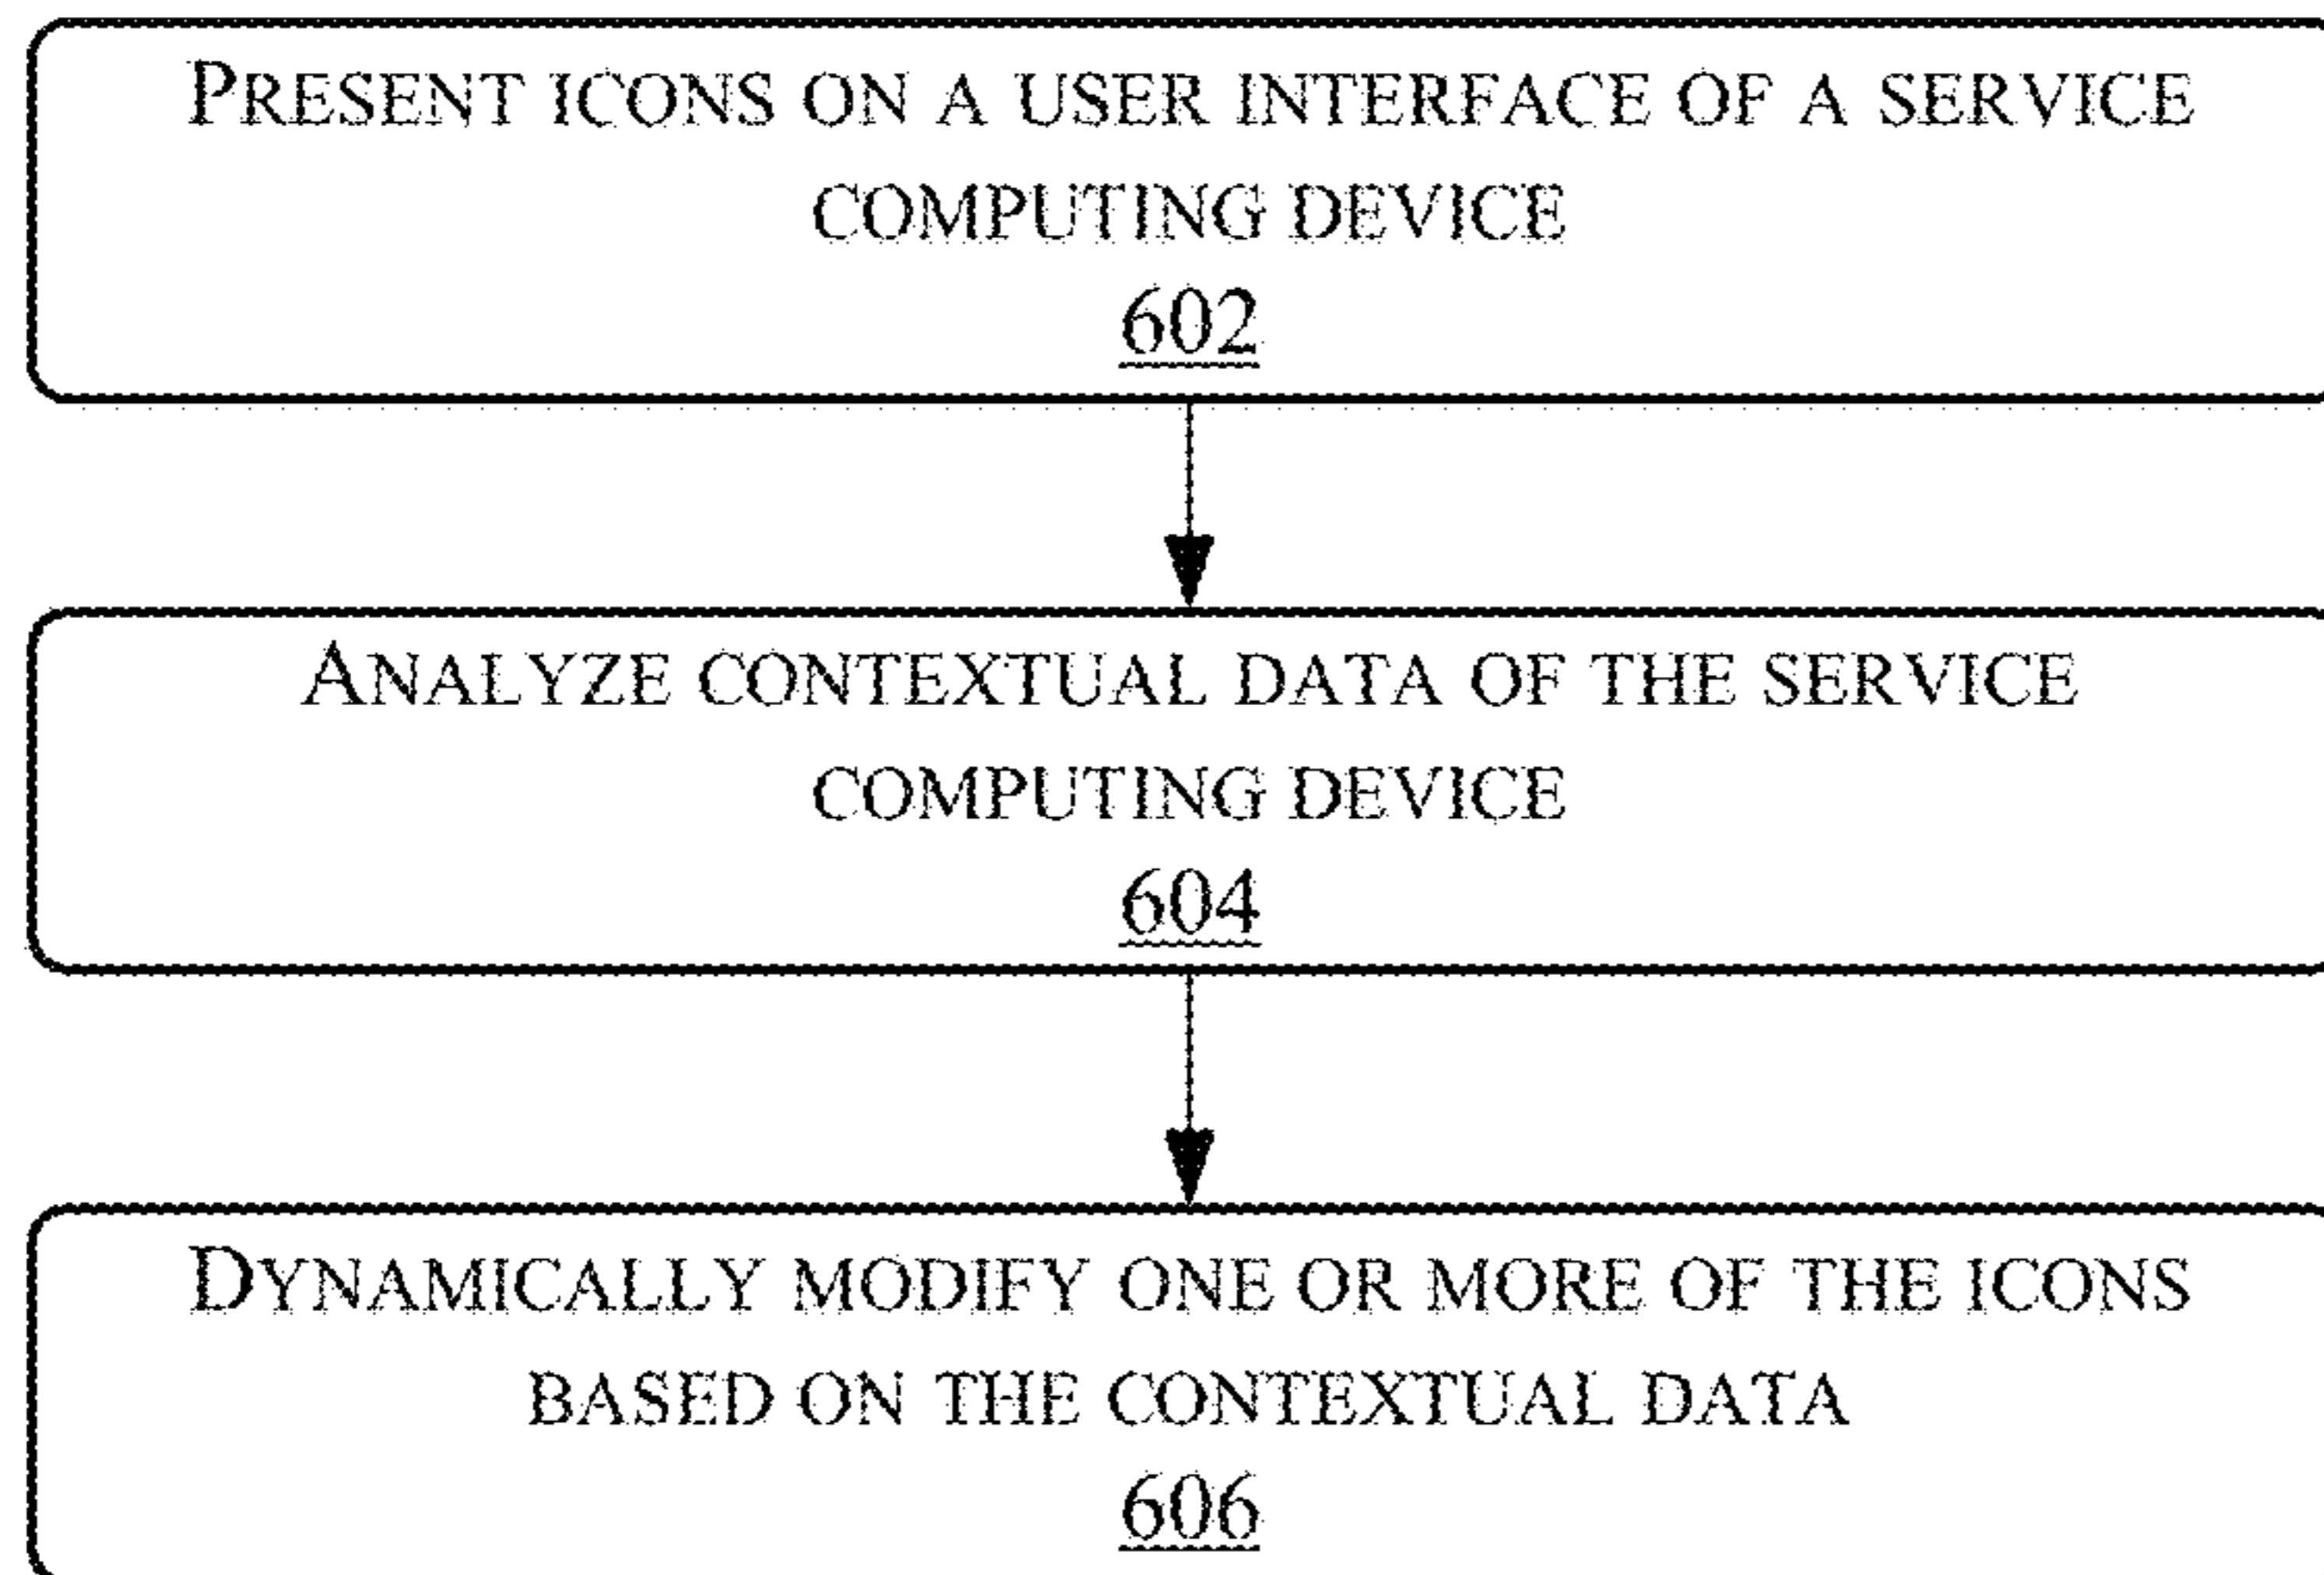 PRESENT ICONS ON A USER INTERFACE OF A SERVICE
COMPUTING DEVICE
602
ANALYZE CONTEXTUAL DATA OF THE SERVICE
COMPUTING DEVICE
604
DYNAMICALLY MODIFY ONE OR MORE OF THE ICONS
BASED ON THE CONTEXTUAL DATA
606